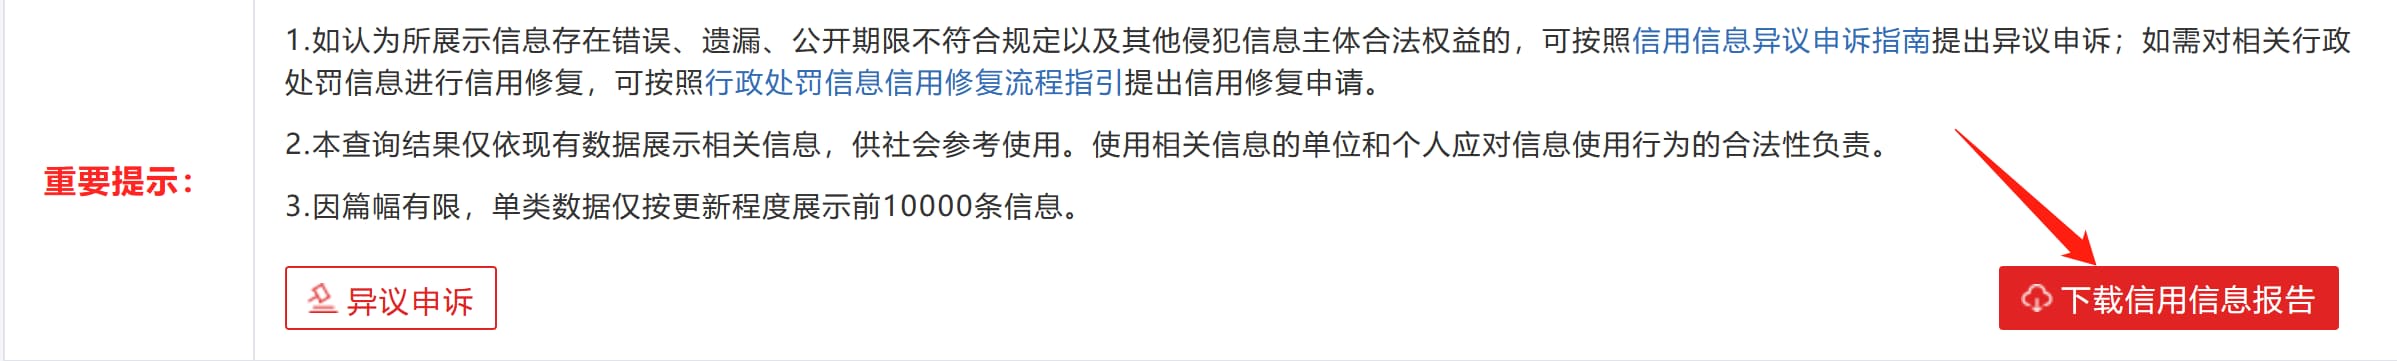 重要提示：
1.如认为所展示信息存在错误、遗漏、公开期限不符合规定以及其他侵犯信息主体合法权益的，可按照信用信息异议申诉指南提出异议申诉；如需对相关行政
处罚信息进行信用修复，可按照行政处罚信息信用修复流程指引提出信用修复申请。
2.本查询结果仅依现有数据展示相关信息，供社会参考使用。使用相关信息的单位和个人应对信息使用行为的合法性负责。
3.因篇幅有限，单类数据仅按更新程度展示前10000条信息。
异议申诉
下载信用信息报告